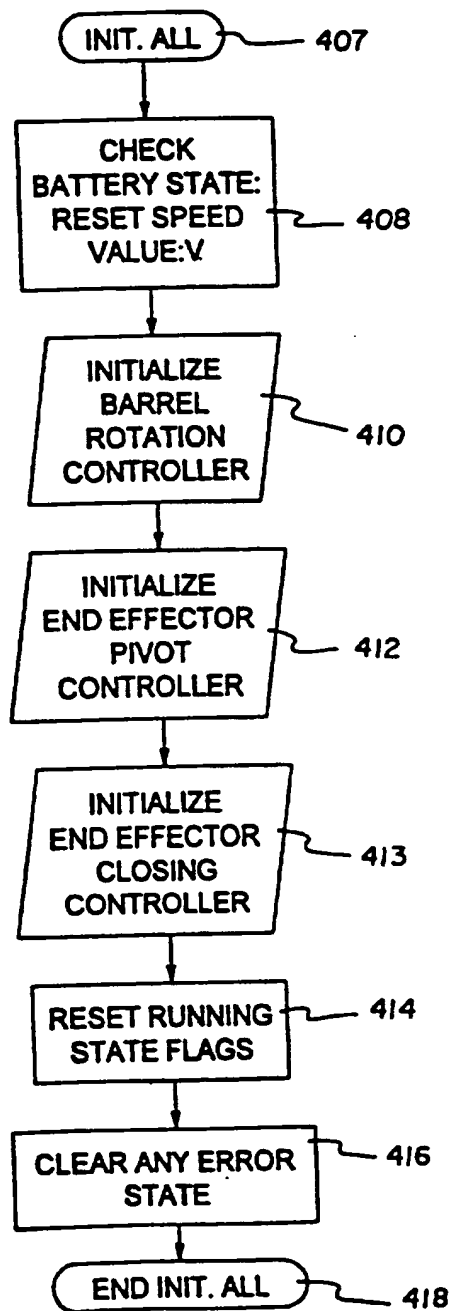 INIT. ALL
407
CHECK
BATTERY STATE:
RESET SPEED
VALUE:V.
408
INITIALIZE
BARREL
ROTATION
CONTROLLER
410
INITIALIZE
END EFFECTOR
PIVOT
CONTROLLER
412
INITIALIZE
END EFFECTOR
CLOSING
CONTROLLER
413
RESET RUNNING
STATE FLAGS
414
CLEAR ANY ERROR
STATE
416
END INIT. ALL
418